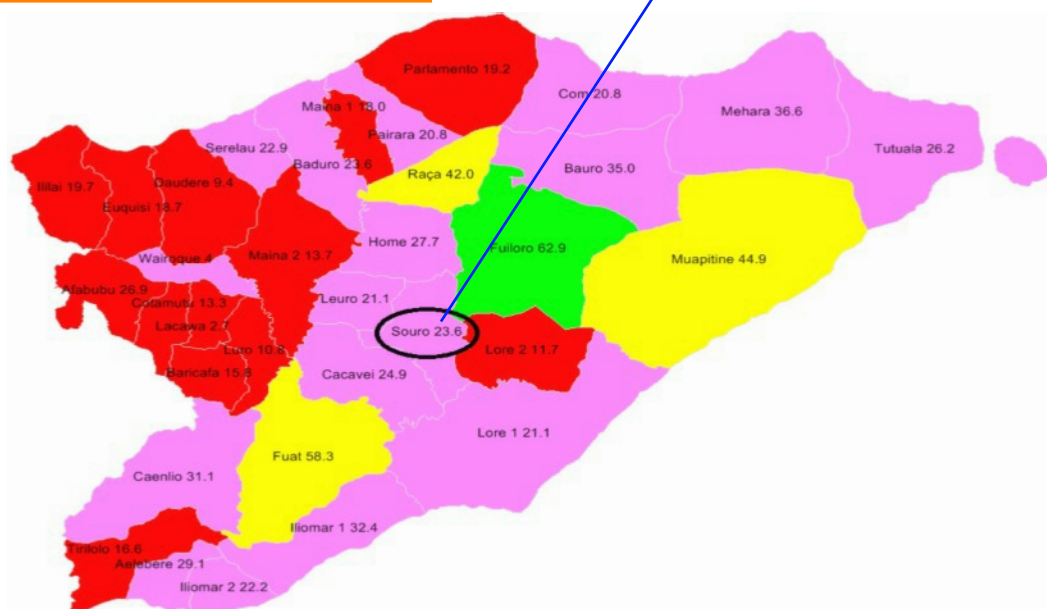 Parlamento 19.2
Com 20.8
Mehara 36.6
Maina 1 18.0
Pairara 20.8
Serelau 22.9
Tutuala 26.2
Baduro 23.6
Bauro 35.0
Raça 42.0
Daudere 9.4
Ililai 19.7
Euquisi 18.7
Home 27.7
Fuiloro 62.9
Maina 2 13.7
Muapitine 44.9
Wairoque 4
Afabubu 26.9
Cotamutu 13.3
Leuro 21.1
Lacawa 2.7
Souro 23.6
Luro 10.8
Lore 2 11.7
Baricafa 15.8
Cacavei 24.9
Lore 1 21.1
Fuat 58.3
Caenlio 31.1
Iliomar 1 32.4
Tirilolo 16.6
Aelebere 29.1
Iliomar 2 22.2